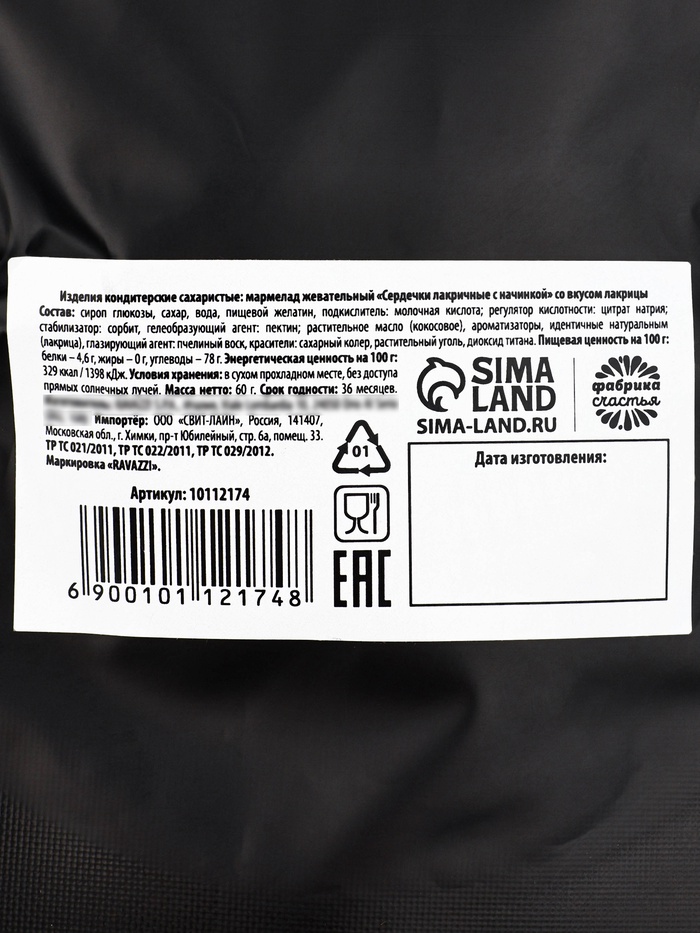 Изделия кондитерские сахаристые: мармелад жевательный «Сердечки лакричные с начинкой» со вкусом лакрицы
Состав: сироп глюкозы, сахар, вода, пищевой желатин, подкислитель: молочная кислота; регулятор кислотности: цитрат натрия;
стабилизатор: сорбит, гелеобразующий агент: пектин; растительное масло (кокосовое), ароматизаторы, идентичные натуральным
(лакрица), глазирующий агент: пчелиный воск, красители: сахарный колер, растительный уголь, диоксид титана. Пищевая ценность на 100 г:
белки – 4,6 г, жиры – 0 г, углеводы – 78 г. Энергетическая ценность на 100 г:
329 ккал / 1398 кДж. Условия хранения: в сухом прохладном месте, без доступа
прямых солнечных лучей. Масса нетто: 60 г. Срок годности: 36 месяцев.
Импортёр: ООО «СВИТ-ЛАЙН», Россия, 141407,
Московская обл., г. Химки, пр-т Юбилейный, стр. 6а, помещ. 33.
ТР ТС 021/2011, ТР ТС 022/2011, ТР ТС 029/2012.
Маркировка «RAVAZZI».
Артикул: 10112174
6 900101 121748
01
EAC
SIMA
LAND
SIMA-LAND.RU
фабрика
счастья
Дата изготовления: